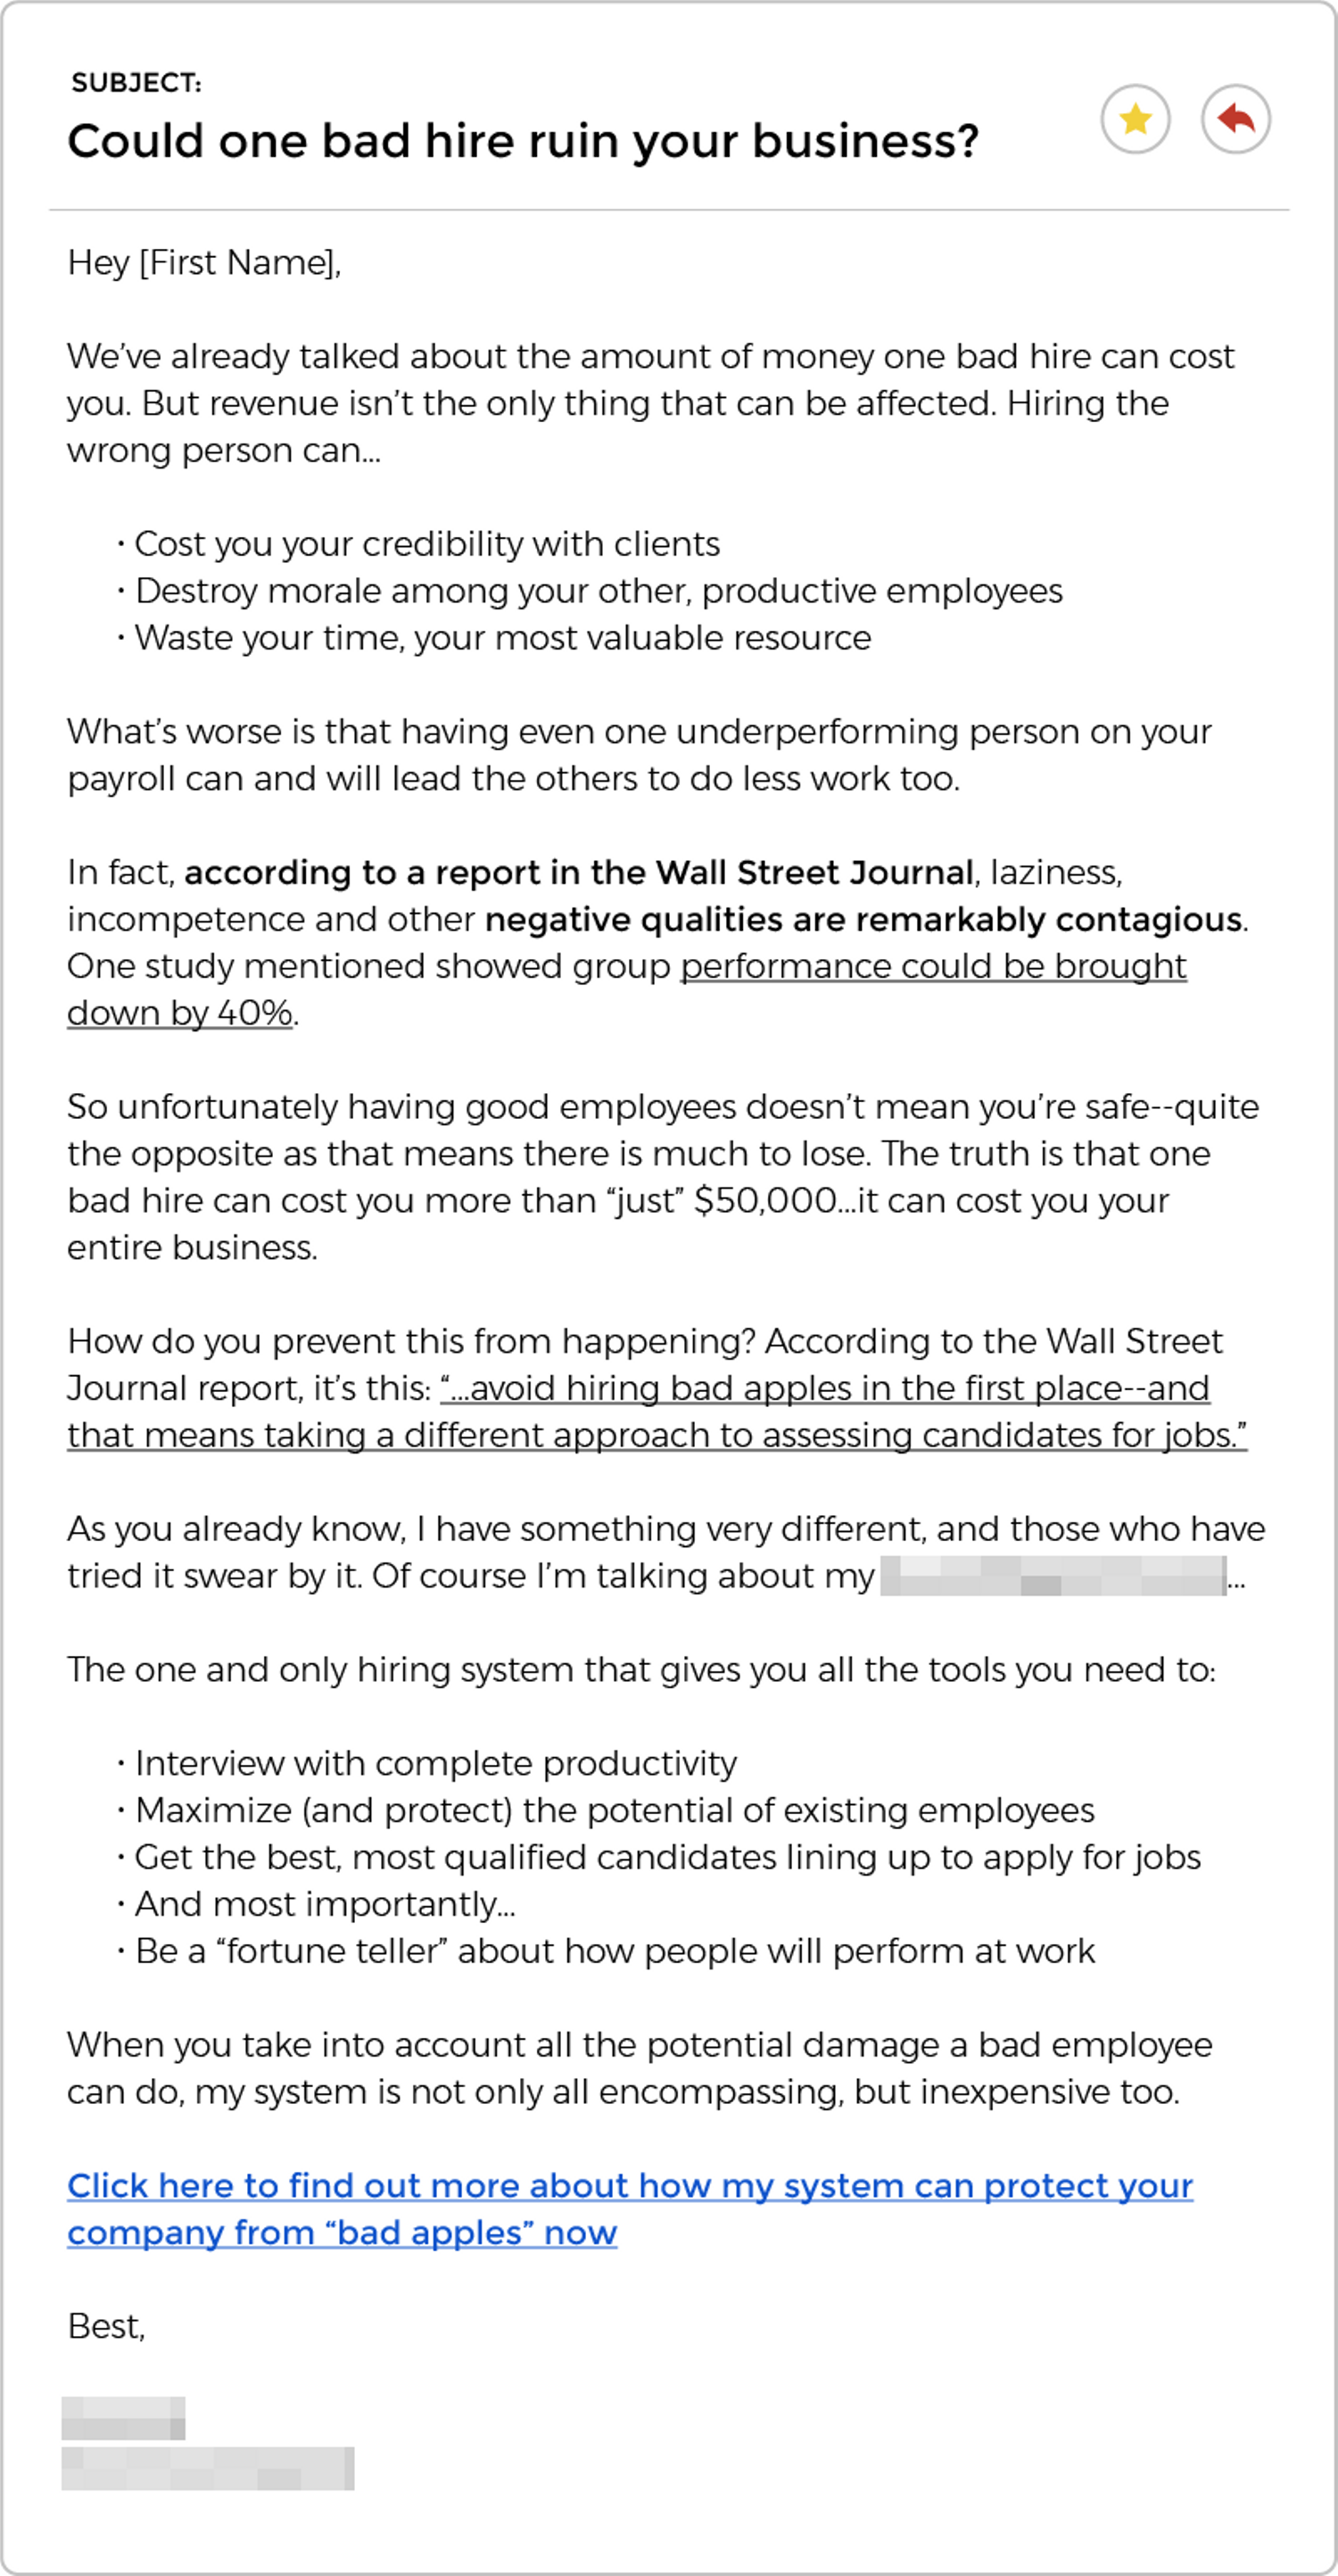 SUBJECT:
Could one bad hire ruin your business?
Hey [First Name],
We’ve already talked about the amount of money one bad hire can cost
you. But revenue isn’t the only thing that can be affected. Hiring the
wrong person can...
· Cost you your credibility with clients
· Destroy morale among your other, productive employees
· Waste your time, your most valuable resource
What’s worse is that having even one underperforming person on your
payroll can and will lead the others to do less work too.
In fact, according to a report in the Wall Street Journal, laziness,
incompetence and other negative qualities are remarkably contagious.
One study mentioned showed group performance could be brought
down by 40%.
So unfortunately having good employees doesn’t mean you’re safe--quite
the opposite as that means there is much to lose. The truth is that one
bad hire can cost you more than “just” $50,000...it can cost you your
entire business.
How do you prevent this from happening? According to the Wall Street
Journal report, it’s this: “...avoid hiring bad apples in the first place--and
that means taking a different approach to assessing candidates for jobs.”
As you already know, I have something very different, and those who have
tried it swear by it. Of course I’m talking about my ...
The one and only hiring system that gives you all the tools you need to:
· Interview with complete productivity
· Maximize (and protect) the potential of existing employees
· Get the best, most qualified candidates lining up to apply for jobs
· And most importantly...
· Be a “fortune teller” about how people will perform at work
When you take into account all the potential damage a bad employee
can do, my system is not only all encompassing, but inexpensive too.
Click here to find out more about how my system can protect your
company from “bad apples” now
Best,